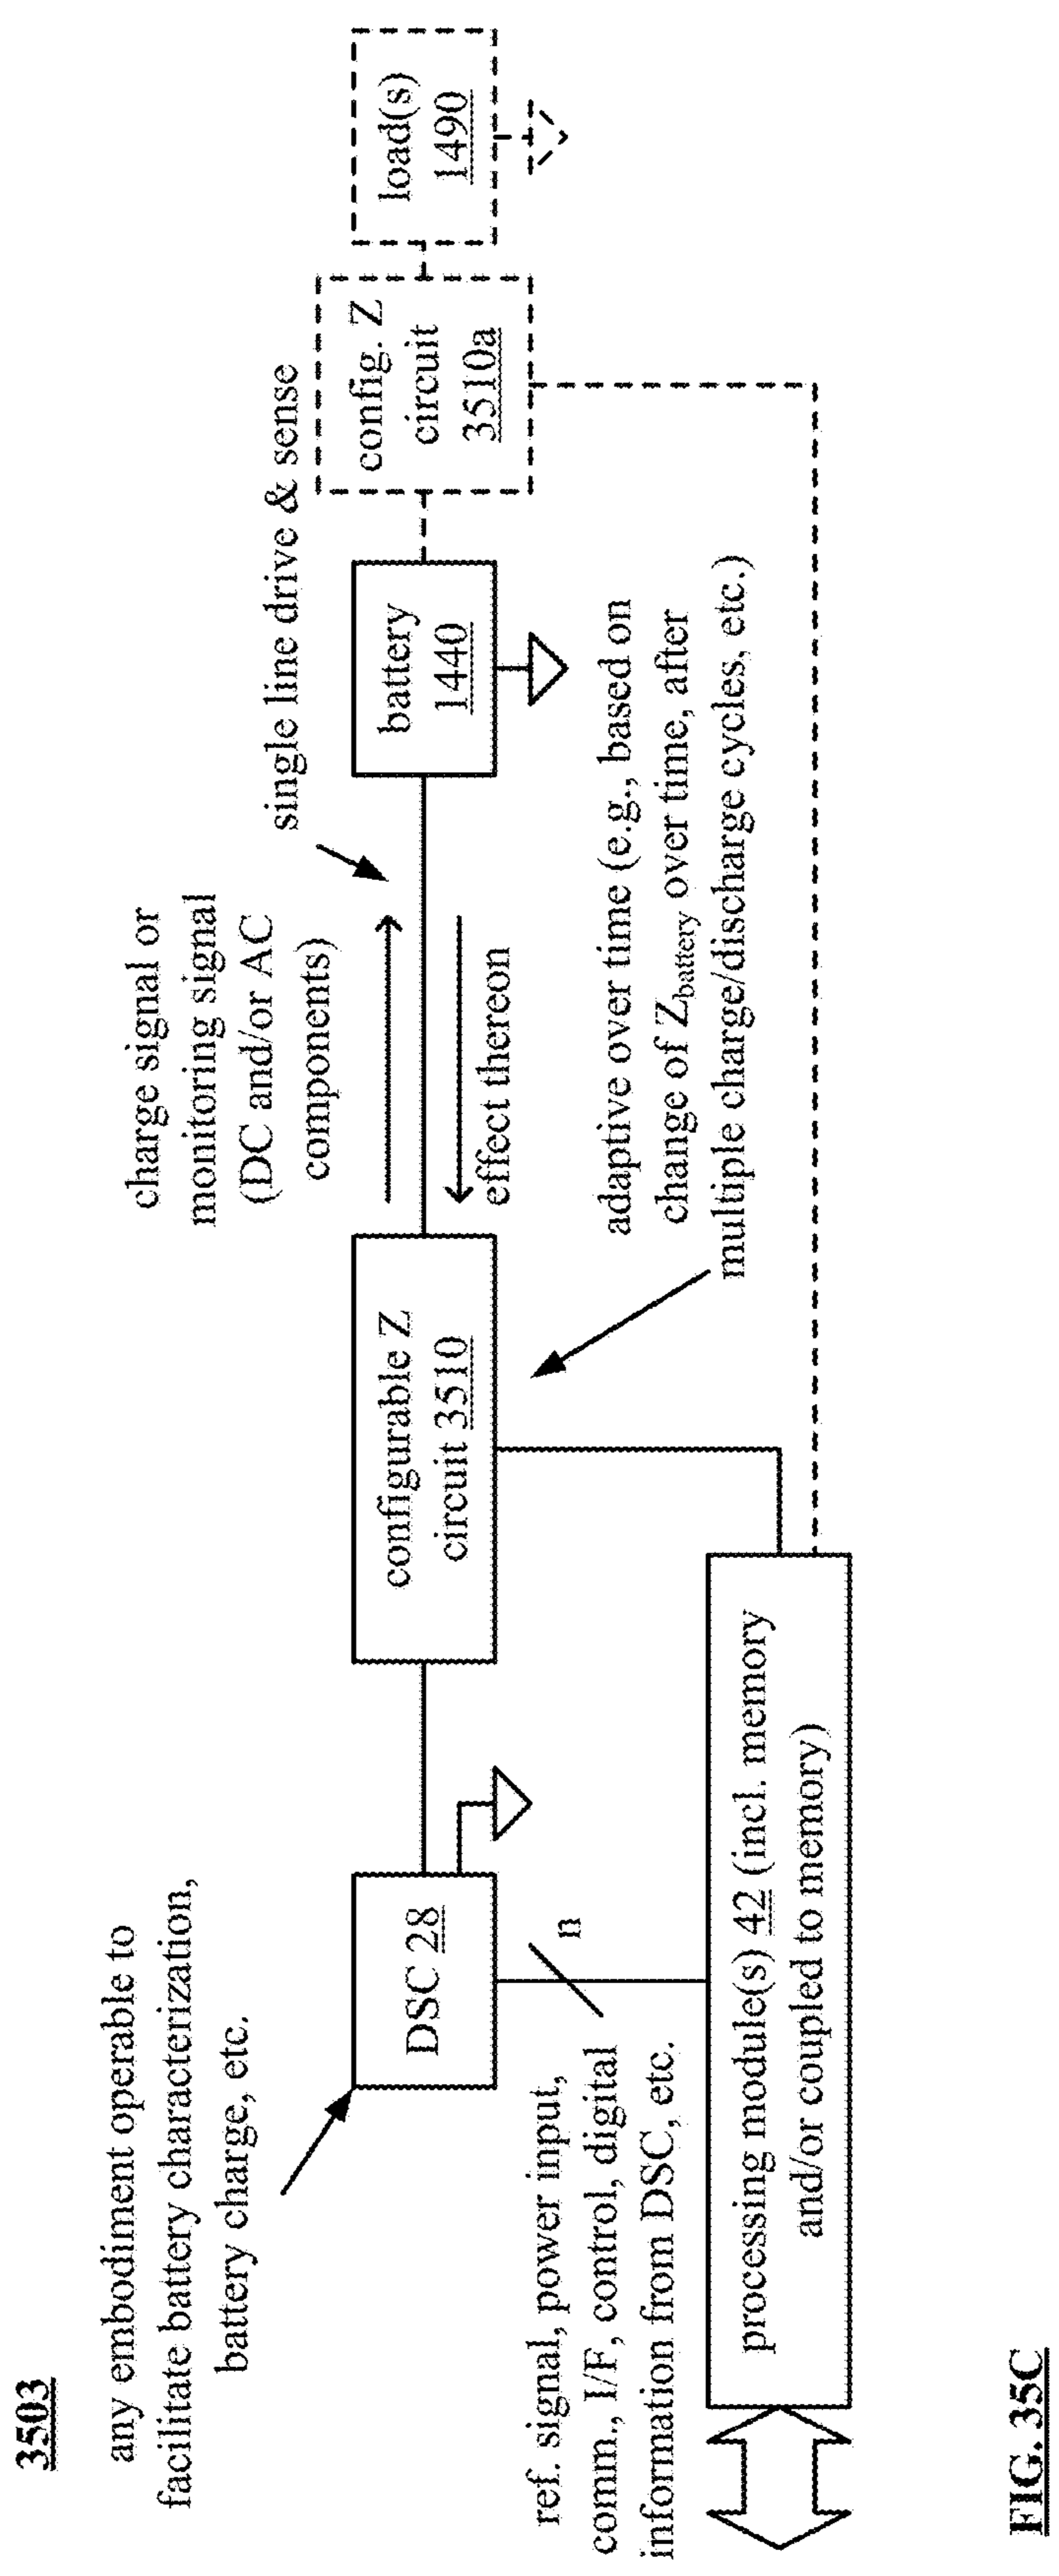 3503
any embodiment operable to
facilitate battery characterization,
battery charge, etc.
charge signal or
monitoring signal
(DC and/or AC
components)
single line drive & sense
DSC 28
configurable Z
circuit 3510
battery
1440
config. Z
circuit
3510a
load(s)
1490
effect thereon
n
ref. signal, power input,
comm., I/F, control, digital
information from DSC, etc.
adaptive over time (e.g., based on
change of Zbattery over time, after
multiple charge/discharge cycles, etc.)
processing module(s) 42 (incl. memory
and/or coupled to memory)
FIG. 35C